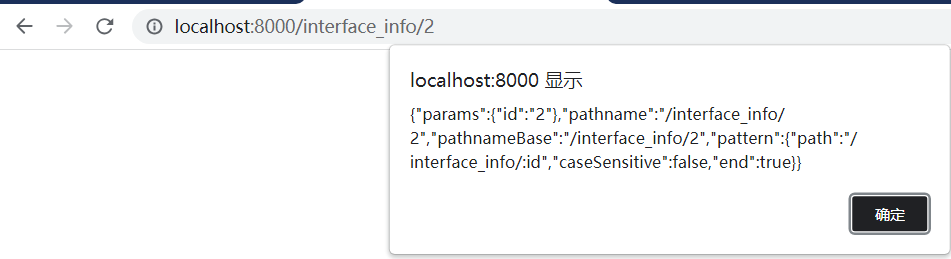 localhost:8000/interface_info/2
localhost:8000 显示
{"params":{"id":"2"},"pathname":"/interface_info/
2","pathnameBase":"/interface_info/2","pattern":{"path":"/
interface_info/:id","caseSensitive":false,"end":true}}
确定